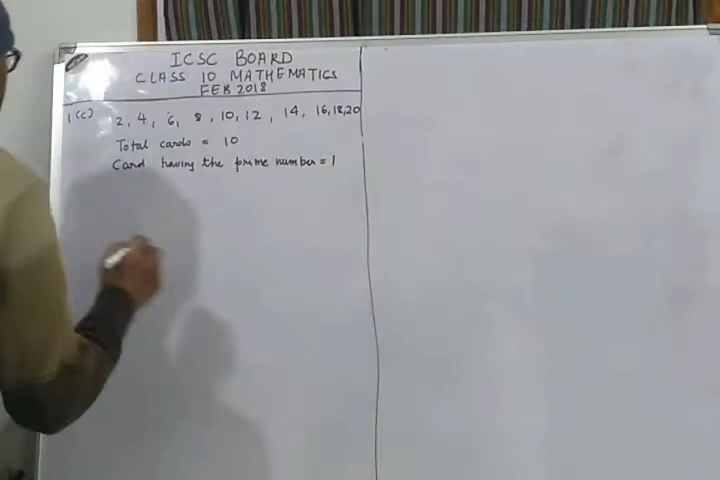 ICSC BOARD
CLASS 10 MATHEMATICS
FEB 2018
1(c) 2, 4, 6, 8, 10, 12, 14, 16, 18, 20
Total cards = 10
Card having the prime number = 1